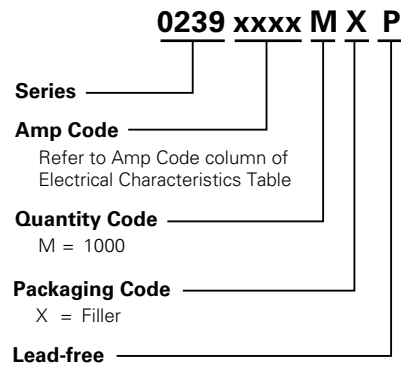 0239 xxxx M X P
Series
Amp Code
Refer to Amp Code column of
Electrical Characteristics Table
Quantity Code
M = 1000
Packaging Code
X = Filler
Lead-free